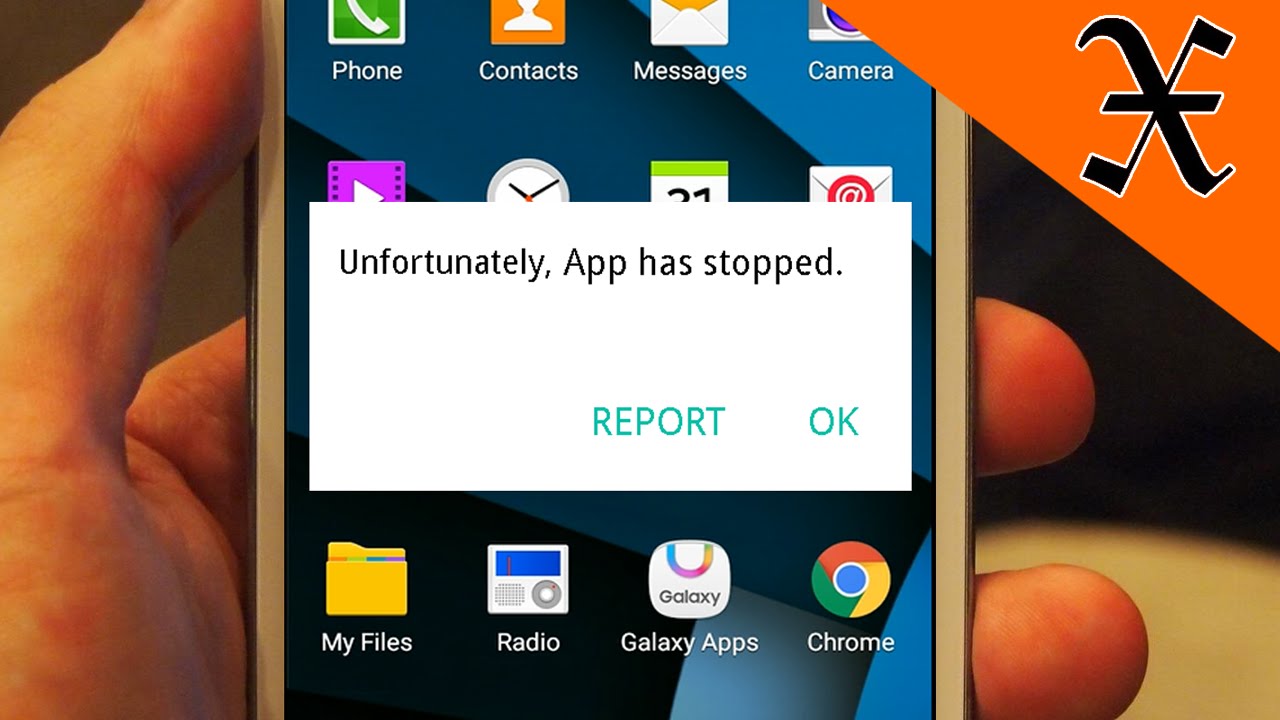 Phone Contacts Messages Camera
31
@
Unfortunately, App has stopped.
REPORT OK
Galaxy
My Files Radio Galaxy Apps Chrome